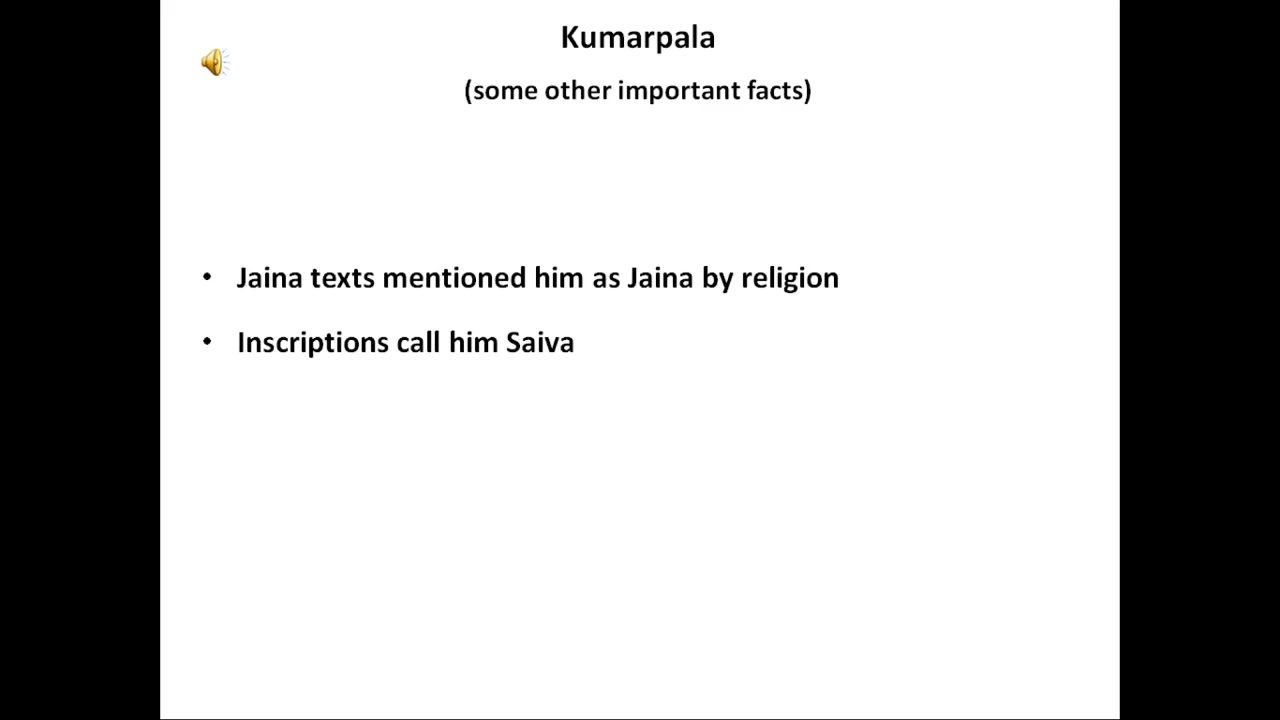 Kumarpala
(some other important facts)
• Jaina texts mentioned him as Jaina by religion
• Inscriptions call him Saiva